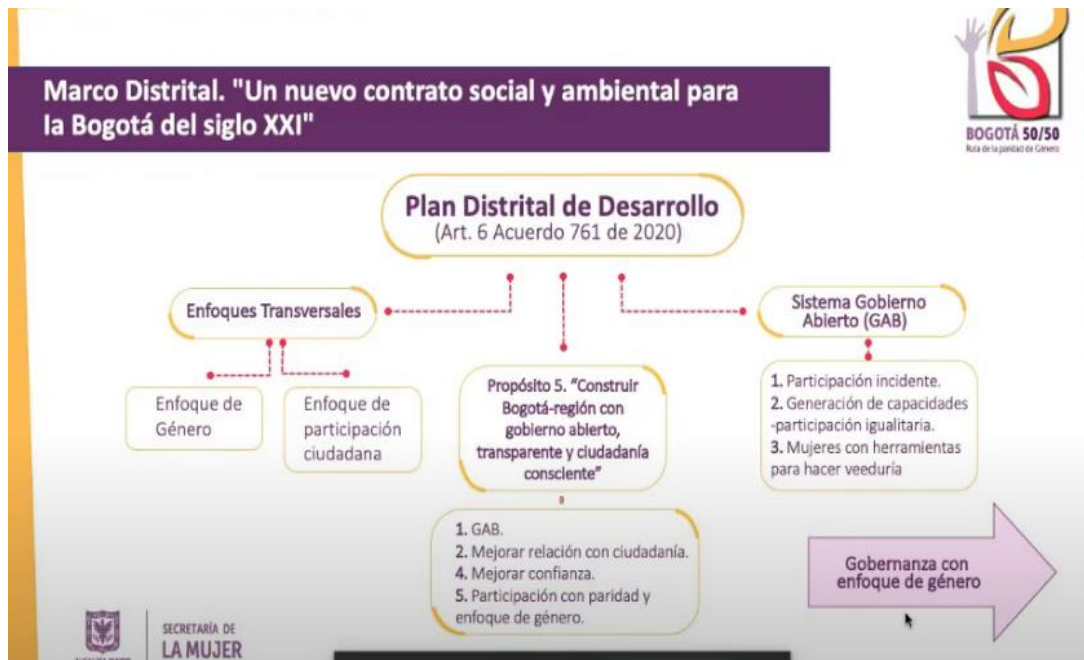 Marco Distrital. "Un nuevo contrato social y ambiental para
la Bogotá del siglo XXI"
BOGOTÁ 50/50
Ruta de la paridad de Género
Plan Distrital de Desarrollo
(Art. 6 Acuerdo 761 de 2020)
Enfoques Transversales
Enfoque de
Género
Enfoque de
participación
ciudadana
Propósito 5. “Construir
Bogotá-región con
gobierno abierto,
transparente y ciudadanía
consciente”
1. GAB.
2. Mejorar relación con ciudadanía.
4. Mejorar confianza.
5. Participación con paridad y
enfoque de género.
Sistema Gobierno
Abierto (GAB)
1. Participación incidente.
2. Generación de capacidades
-participación igualitaria.
3. Mujeres con herramientas
para hacer veeduría
Gobernanza con
enfoque de género
SECRETARÍA DE
LA MUJER